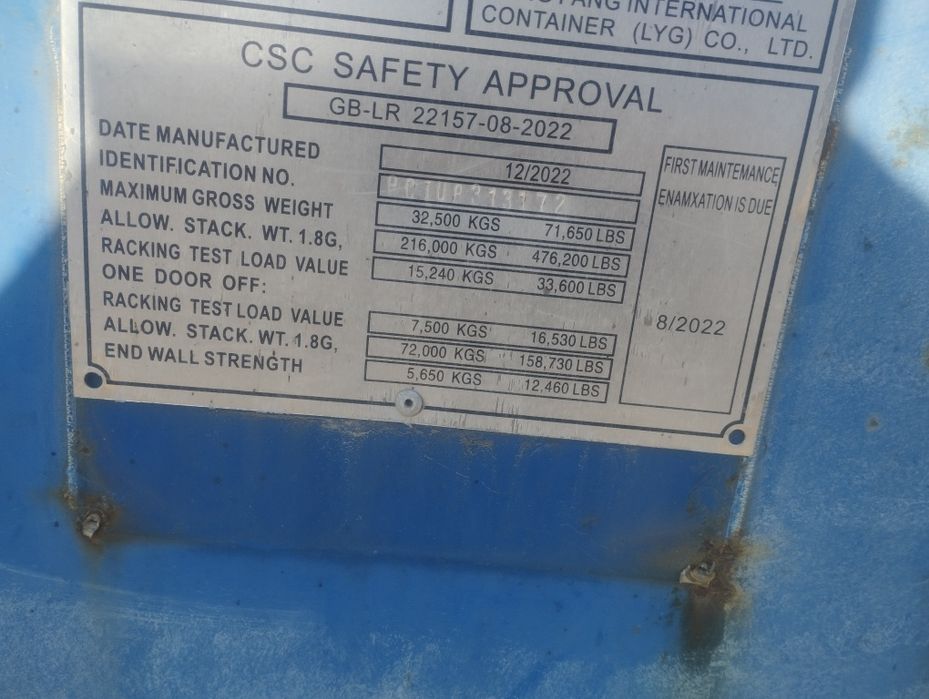 INTERNATIONAL
CONTAINER (LYG) CO., LTD.
CSC SAFETY APPROVAL
GB-LR 22157-08-2022
DATE MANUFACTURED 12/2022
IDENTIFICATION NO.
MAXIMUM GROSS WEIGHT 32,500 KGS 71,650 LBS
ALLOW. STACK. WT. 1.8G, 216,000 KGS 476,200 LBS
RACKING TEST LOAD VALUE 15,240 KGS 33,600 LBS
ONE DOOR OFF:
RACKING TEST LOAD VALUE 7,500 KGS 16,530 LBS
ALLOW. STACK. WT. 1.8G, 72,000 KGS 158,730 LBS
END WALL STRENGTH 5,650 KGS 12,460 LBS
FIRST MAINTEMANCE
ENAMXATION IS DUE
8/2022